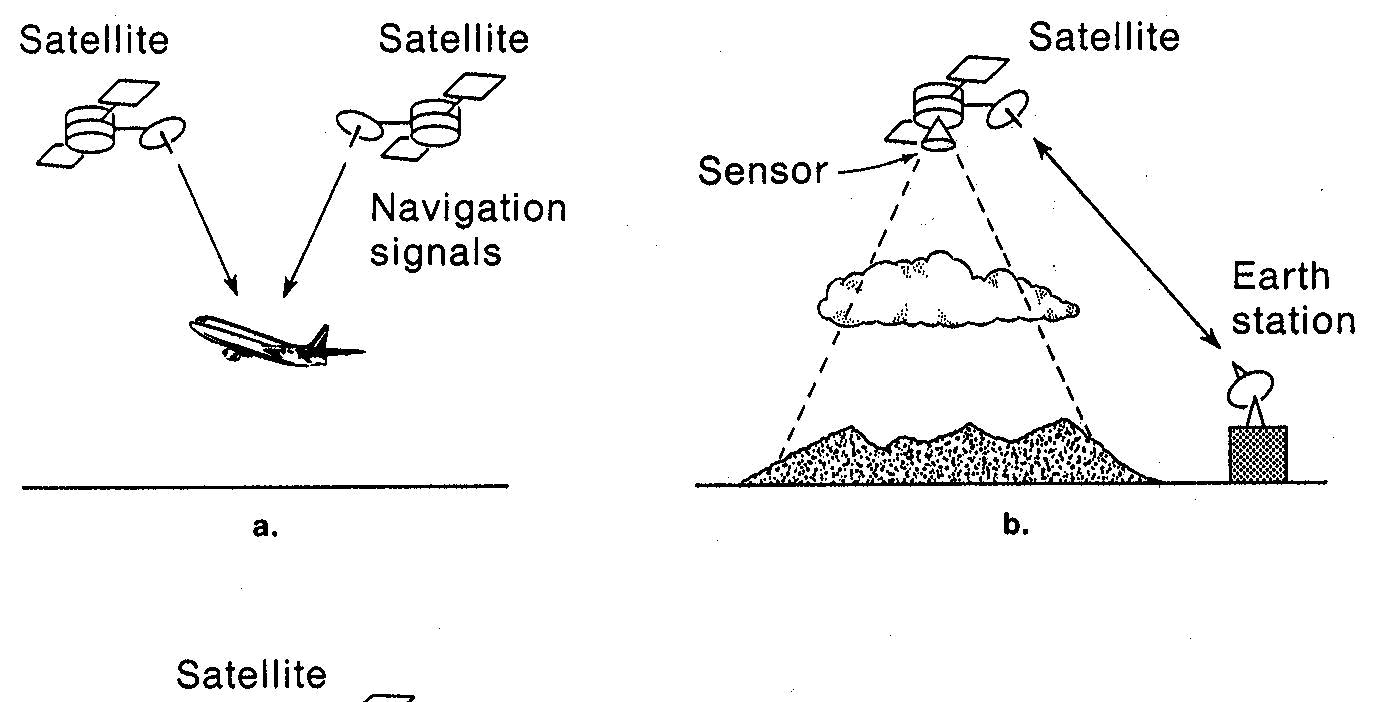 Satellite
Satellite
Navigation
signals
a.
Satellite
Sensor
Earth
station
b.
Satellite